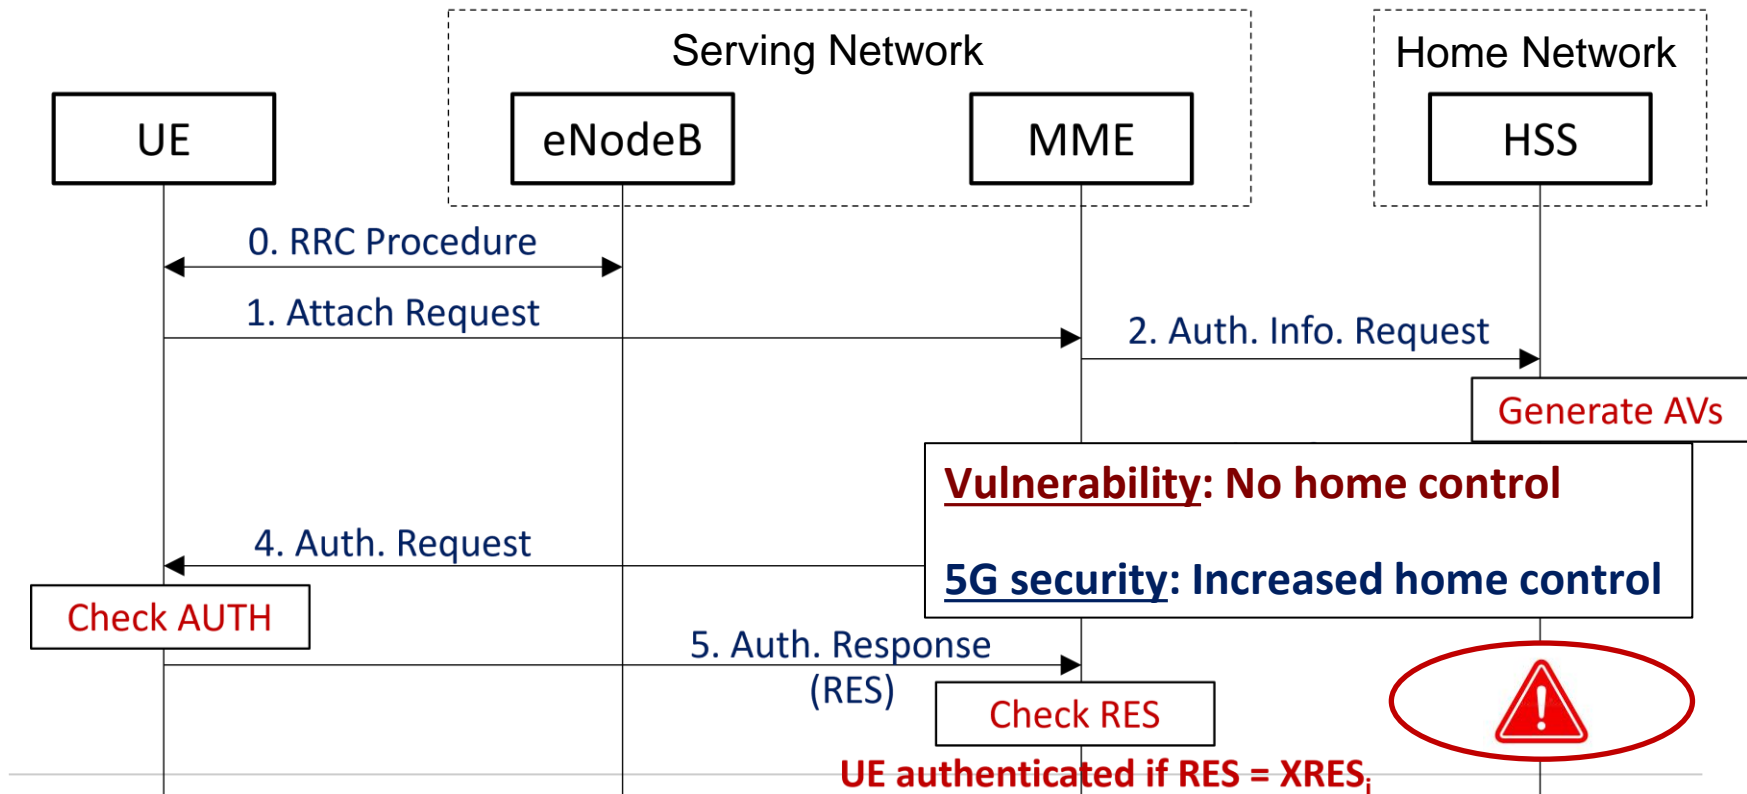 Serving Network
Home Network
UE
eNodeB
MME
HSS
0. RRC Procedure
1. Attach Request
2. Auth. Info. Request
Generate AVs
Vulnerability: No home control
4. Auth. Request
5G security: Increased home control
Check AUTH
5. Auth. Response
(RES)
Check RES
!
UE authenticated if RES = XRESi